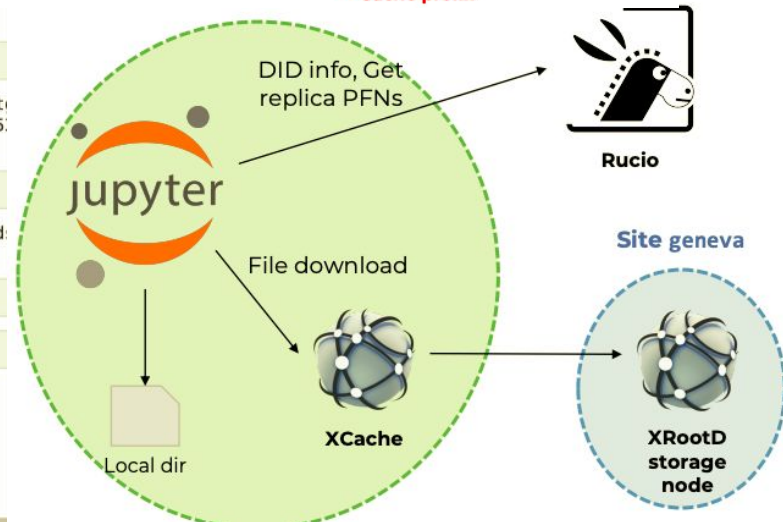 DID info, Get
replica PFNs
Rucio
jupyter
Site geneva
File download
XCache
XRootD
storage
node
Local dir